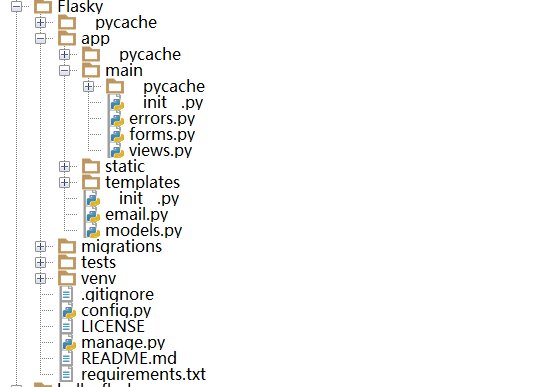 Flasky
pycache
app
pycache
main
pycache
init .py
errors.py
forms.py
views.py
static
templates
init .py
email.py
models.py
migrations
tests
venv
.gitignore
config.py
LICENSE
manage.py
README.md
requirements.txt